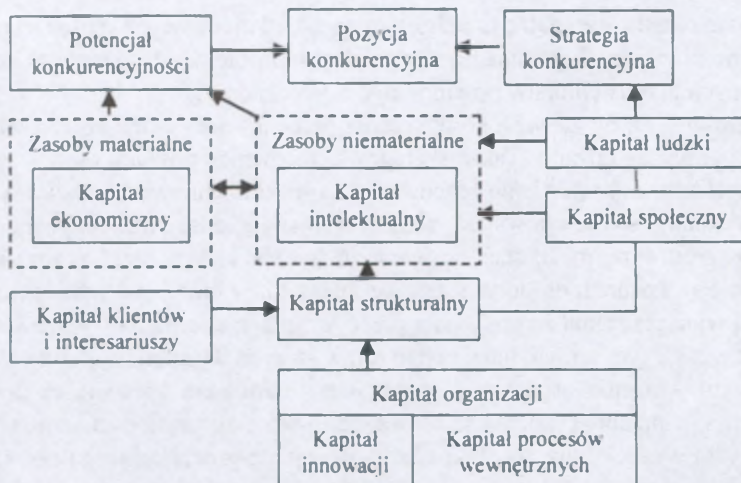 Potencjał
konkurencyjność
Pozycja
konkurencyjna
Strategia
konkurencyjna
Zasoby materialne
Kapitał
ekonomiczny
Zasoby niematerialne
Kapitał
intelektualny
Kapitał ludzki
Kapitał społeczny
Kapitał klientów
i interesariuszy
Kapitał strukturalny
Kapitał organizacji
Kapitał
innowacji
Kapitał procesów
wewnętrznych